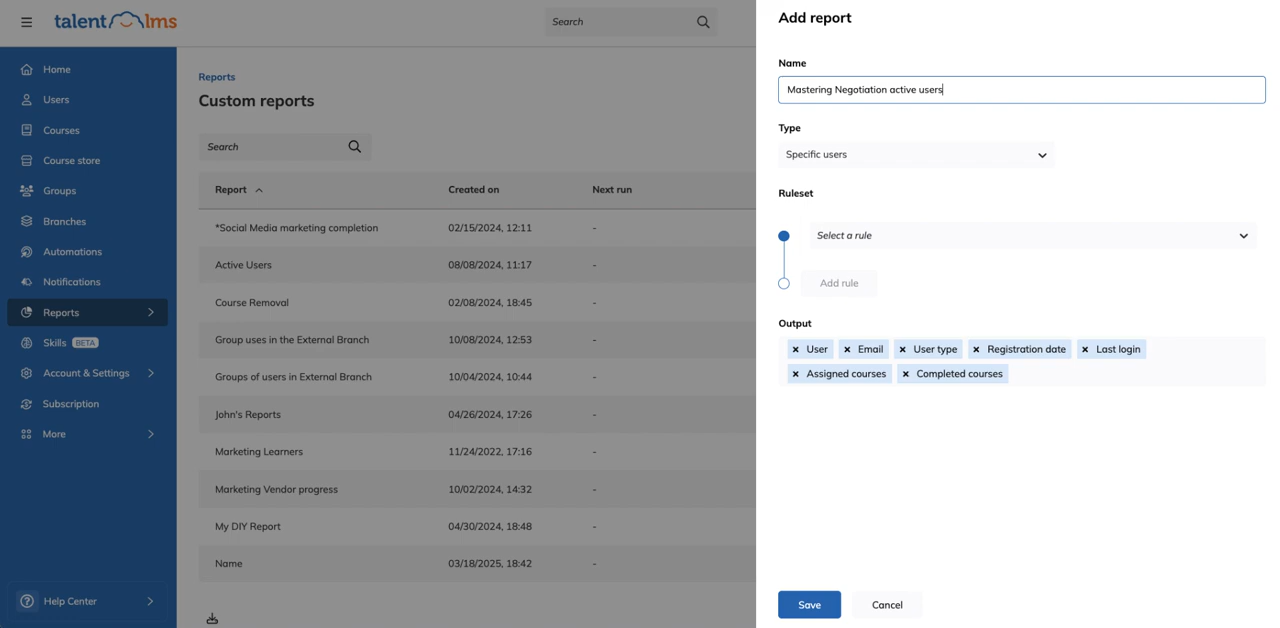 talentlms
Search
Home
Users
Courses
Course store
Groups
Branches
Automations
Notifications
Reports
Skills BETA
Account & Settings
Subscription
More
Help Center
Reports
Custom reports
Search
Report Created on Next run
*Social Media marketing completion 02/15/2024, 12:11 -
Active Users 08/08/2024, 11:17 -
Course Removal 02/08/2024, 18:45 -
Group uses in the External Branch 10/08/2024, 12:53 -
Groups of users in External Branch 10/04/2024, 10:44 -
John's Reports 04/26/2024, 17:26 -
Marketing Learners 11/24/2022, 17:16 -
Marketing Vendor progress 10/02/2024, 14:32 -
My DIY Report 04/30/2024, 18:48 -
Name 03/18/2025, 18:42 -
Add report
Name
Mastering Negotiation active users
Type
Specific users
Ruleset
Select a rule
Add rule
Output
× User × Email × User type × Registration date × Last login
× Assigned courses × Completed courses
Save Cancel